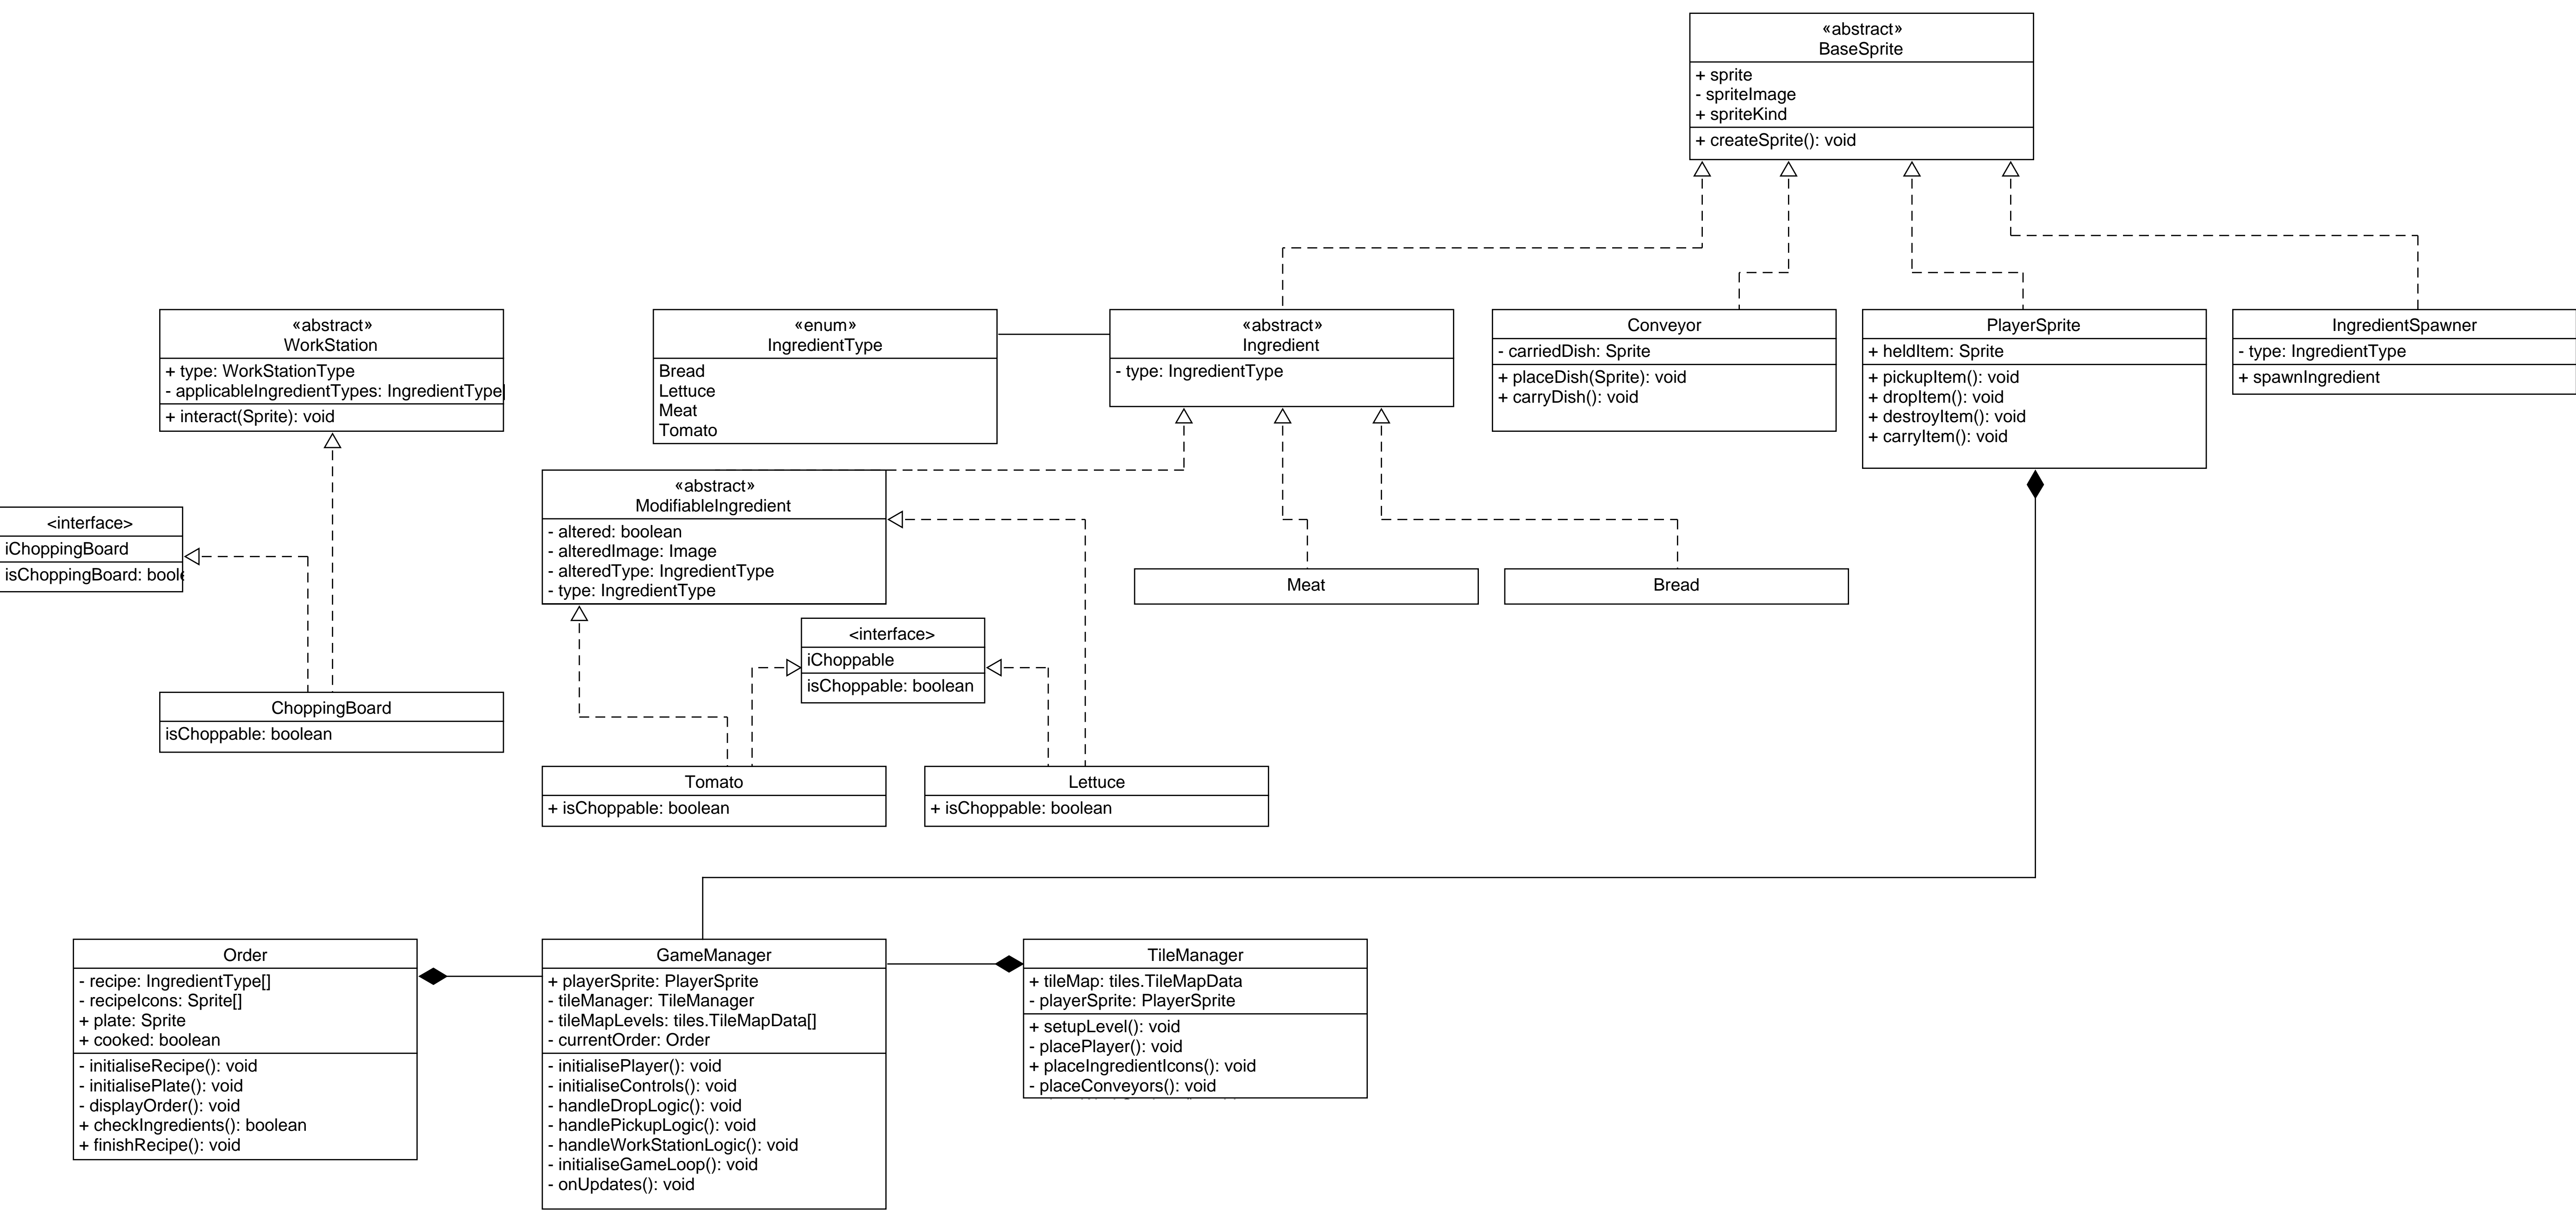 «abstract»
BaseSprite
+ sprite
- spriteImage
+ spriteKind
+ createSprite(): void
«abstract»
WorkStation
+ type: WorkStationType
- applicableIngredientTypes: IngredientType
+ interact(Sprite): void
«enum»
IngredientType
Bread
Lettuce
Meat
Tomato
«abstract»
Ingredient
- type: IngredientType
Conveyor
- carriedDish: Sprite
+ placeDish(Sprite): void
+ carryDish(): void
PlayerSprite
+ heldItem: Sprite
+ pickupItem(): void
+ dropItem(): void
+ destroyItem(): void
+ carryItem(): void
IngredientSpawner
- type: IngredientType
+ spawnIngredient
«abstract»
ModifiableIngredient
- altered: boolean
- alteredImage: Image
- alteredType: IngredientType
- type: IngredientType
<interface>
iChoppingBoard
isChoppingBoard: boole
Meat
Bread
<interface>
iChoppable
isChoppable: boolean
ChoppingBoard
isChoppable: boolean
Tomato
+ isChoppable: boolean
Lettuce
+ isChoppable: boolean
Order
- recipe: IngredientType[]
- recipeIcons: Sprite[]
+ plate: Sprite
+ cooked: boolean
- initialiseRecipe(): void
- initialisePlate(): void
- displayOrder(): void
+ checkIngredients(): boolean
+ finishRecipe(): void
GameManager
+ playerSprite: PlayerSprite
- tileManager: TileManager
- tileMapLevels: tiles.TileMapData[]
- currentOrder: Order
- initialisePlayer(): void
- initialiseControls(): void
- handleDropLogic(): void
- handlePickupLogic(): void
- handleWorkStationLogic(): void
- initialiseGameLoop(): void
- onUpdates(): void
TileManager
+ tileMap: tiles.TileMapData
- playerSprite: PlayerSprite
+ setupLevel(): void
- placePlayer(): void
+ placeIngredientIcons(): void
- placeConveyors(): void